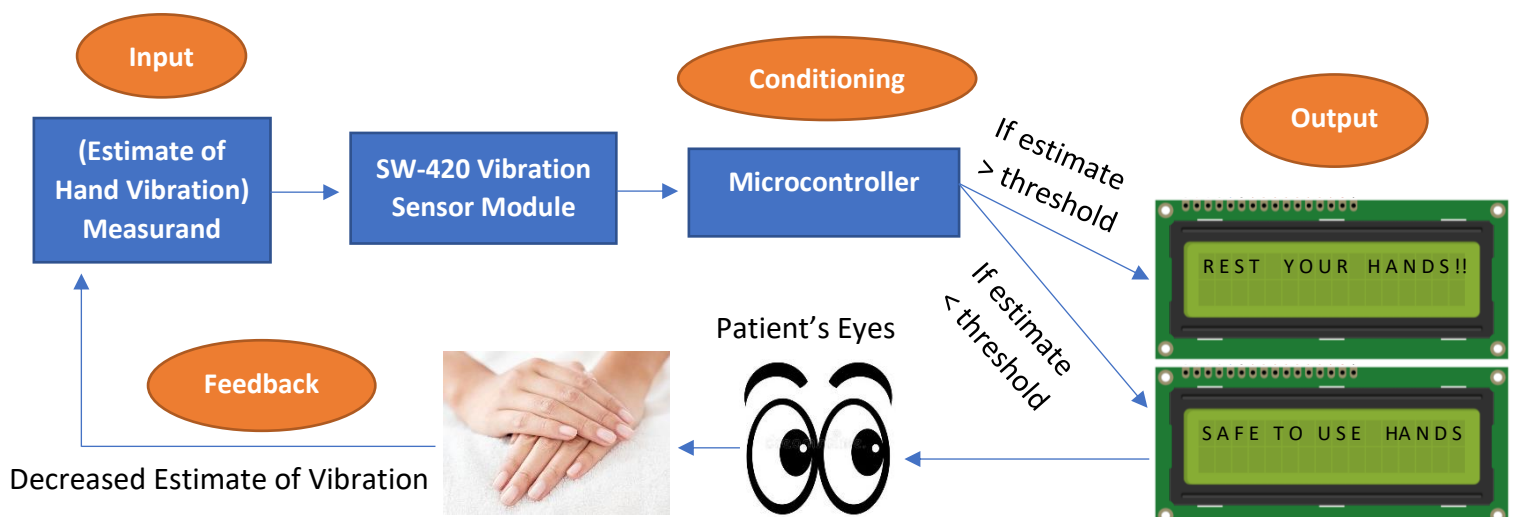 Input
Conditioning
Output
(Estimate of
Hand Vibration)
Measurand
SW-420 Vibration
Sensor Module
Microcontroller
If estimate
> threshold
If estimate
< threshold
REST YOUR HANDS!!
SAFE TO USE HANDS
Patient’s Eyes
Feedback
Decreased Estimate of Vibration